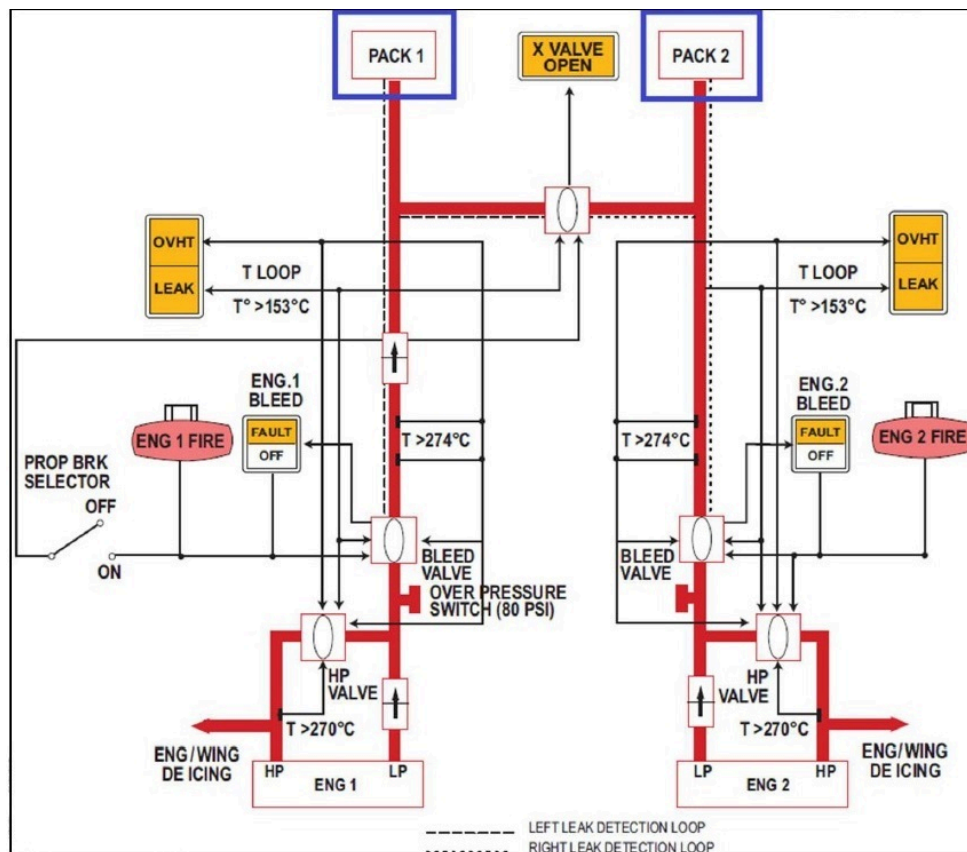 PACK 1
X VALVE
OPEN
PACK 2
OVHT
LEAK
T LOOP
T° >153°C
T LOOP
T° >153°C
OVHT
LEAK
ENG.1
BLEED
FAULT
OFF
ENG 1 FIRE
T >274°C
T >274°C
ENG.2
BLEED
FAULT
OFF
ENG 2 FIRE
PROP BRK
SELECTOR
OFF
ON
BLEED
VALVE
OVER PRESSURE
SWITCH (80 PSI)
BLEED
VALVE
HP
VALVE
T >270°C
HP
VALVE
T >270°C
ENG/WING
DE ICING
ENG/WING
DE ICING
HP
LP
ENG 1
LP
HP
ENG 2
LEFT LEAK DETECTION LOOP
RIGHT LEAK DETECTION LOOP